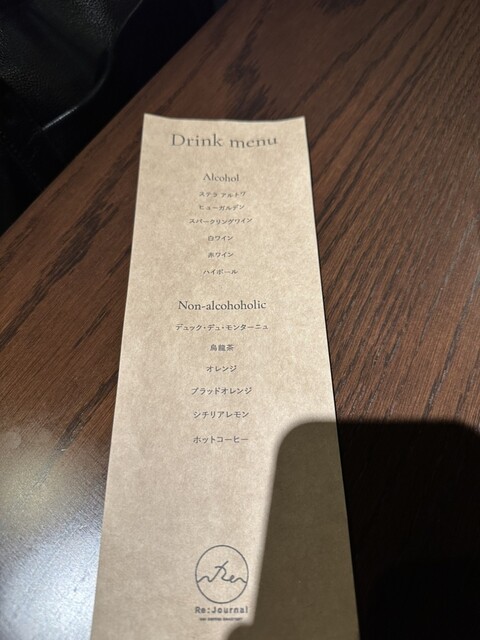 Drink menu
Alcohol
ステラ アルトワ
ヒューガルデン
スパークリングワイン
白ワイン
赤ワイン
ハイボール
Non-alcohoholic
デュック・デュ・モンターニュ
烏龍茶
オレンジ
ブラッドオレンジ
シチリアレモン
ホットコーヒー
Re
Re:Journal